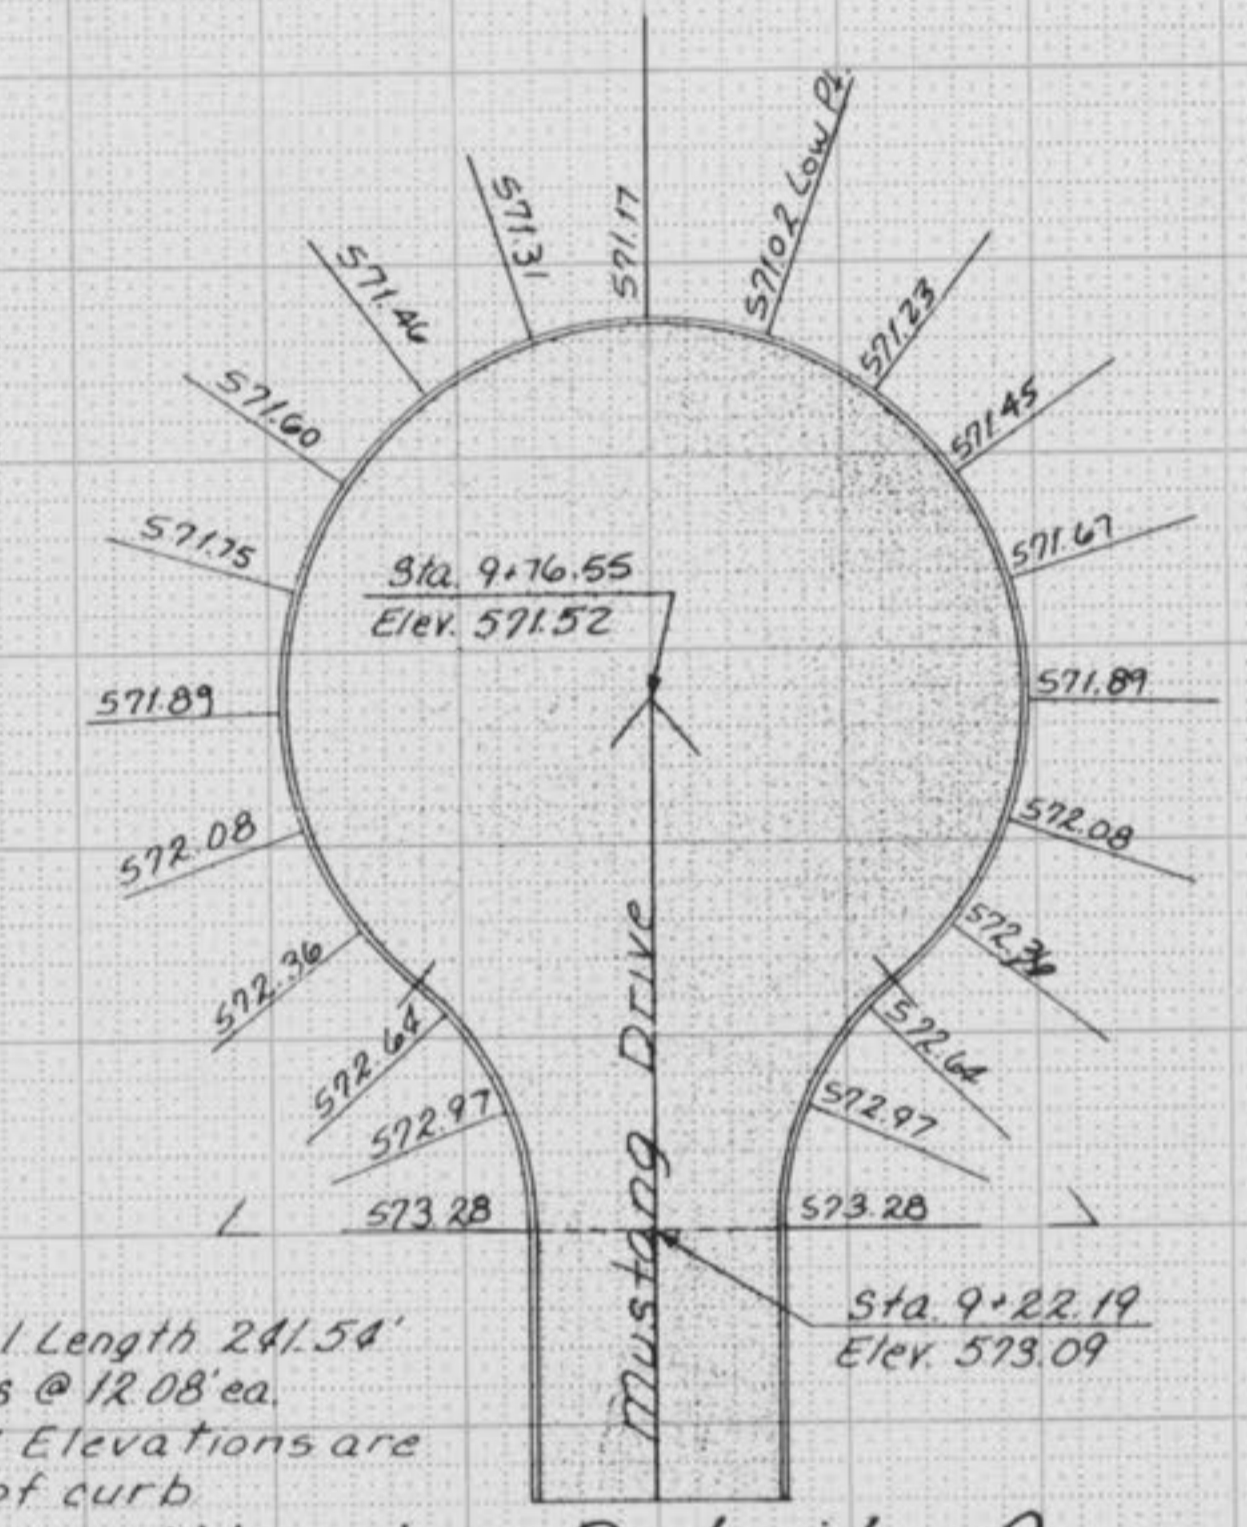 571.02 Low Pt.
571.17
571.31
571.23
571.46
571.45
571.60
571.67
571.75
Sta. 9+76.55
Elev. 571.52
571.89
571.89
572.08
572.08
572.36
572.36
572.64
572.64
572.97
572.97
573.28
573.28
Mustang Drive
Sta. 9+22.19
Elev. 573.09
l Length 241.54'
s @ 12.08' ea.
Elevations are
of curb